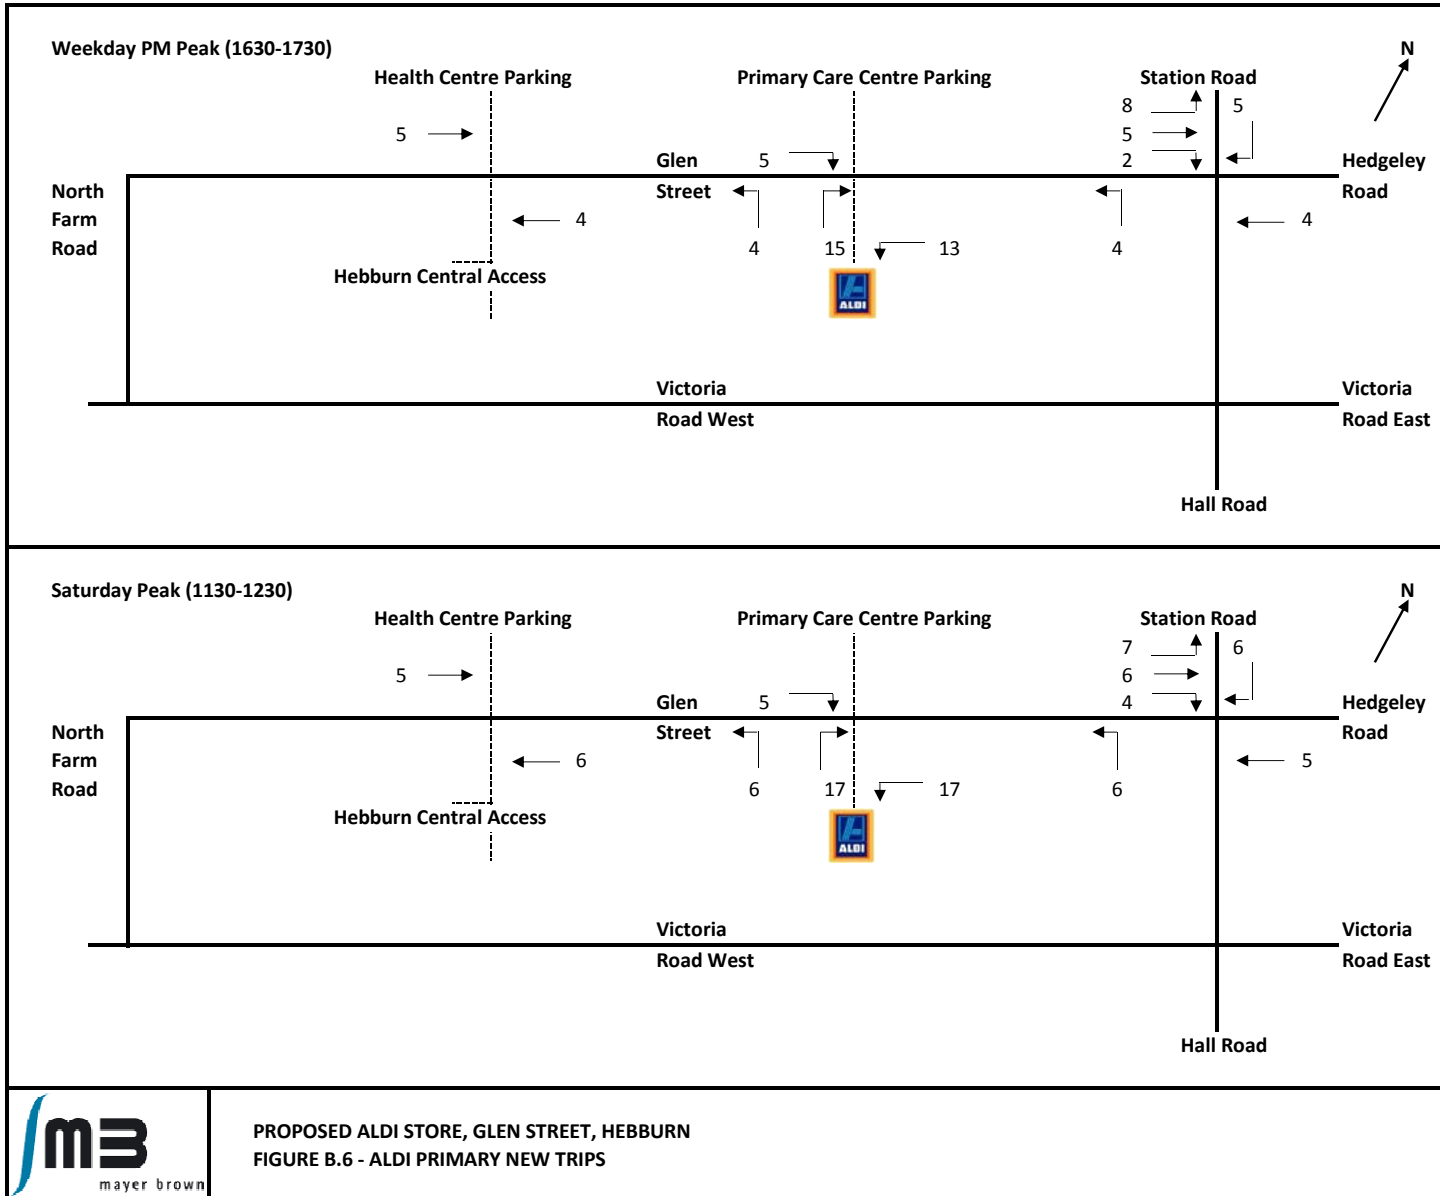 Weekday PM Peak (1630-1730)
N
Health Centre Parking
Primary Care Centre Parking
Station Road
8
5
5
5
Glen
5
2
Hedgeley
North
Street
Road
Farm
4
4
Road
4
15
13
4
Hebburn Central Access
ALDI
Victoria
Victoria
Road West
Road East
Hall Road
Saturday Peak (1130-1230)
N
Health Centre Parking
Primary Care Centre Parking
Station Road
7
6
5
6
Glen
5
4
Hedgeley
North
Street
Road
Farm
6
5
Road
6
17
17
6
Hebburn Central Access
ALDI
Victoria
Victoria
Road West
Road East
Hall Road
mayer brown
PROPOSED ALDI STORE, GLEN STREET, HEBBURN
FIGURE B.6 - ALDI PRIMARY NEW TRIPS